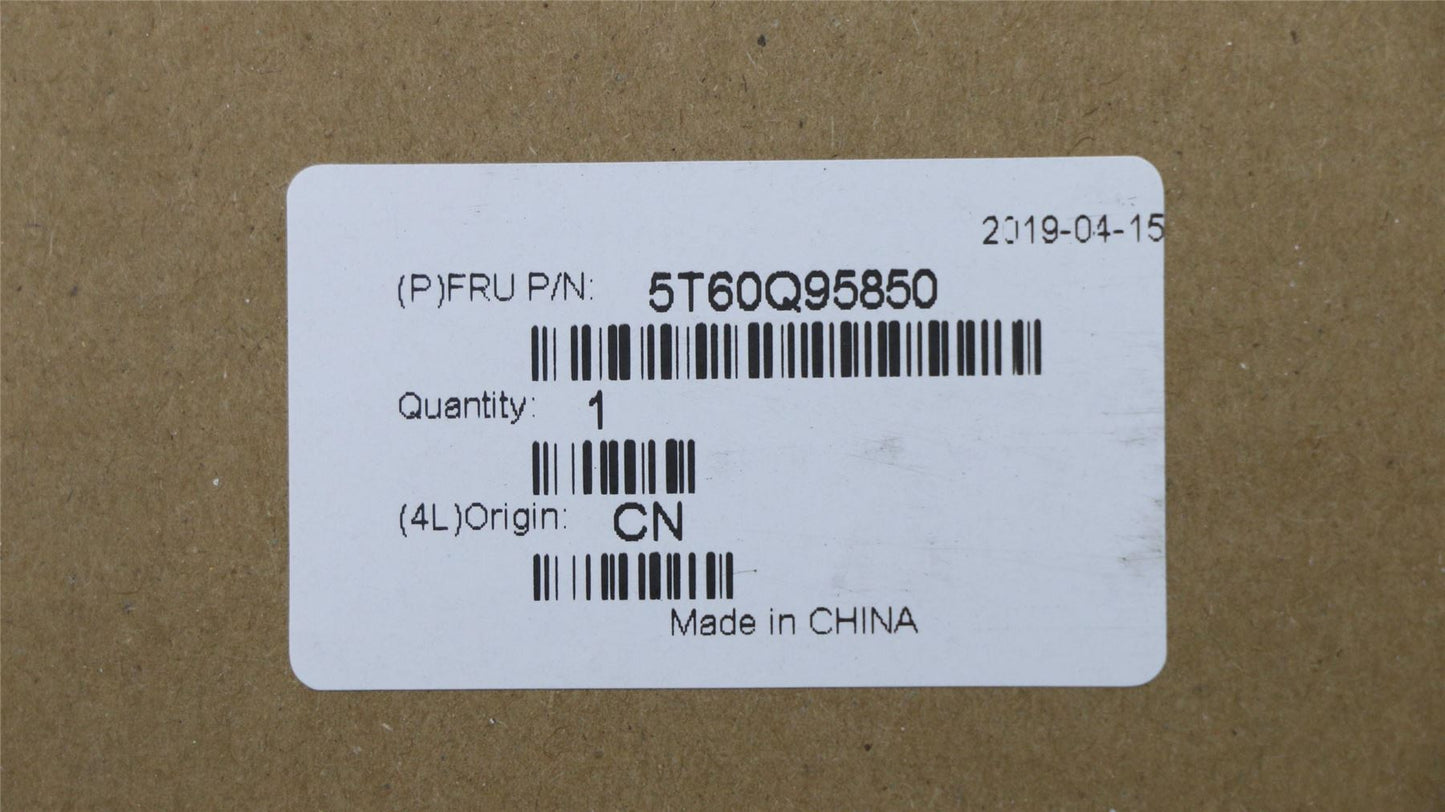 2019-04-15
(P)FRU P/N: 5T60Q95850
Quantity: 1
(4L)Origin: CN
Made in CHINA